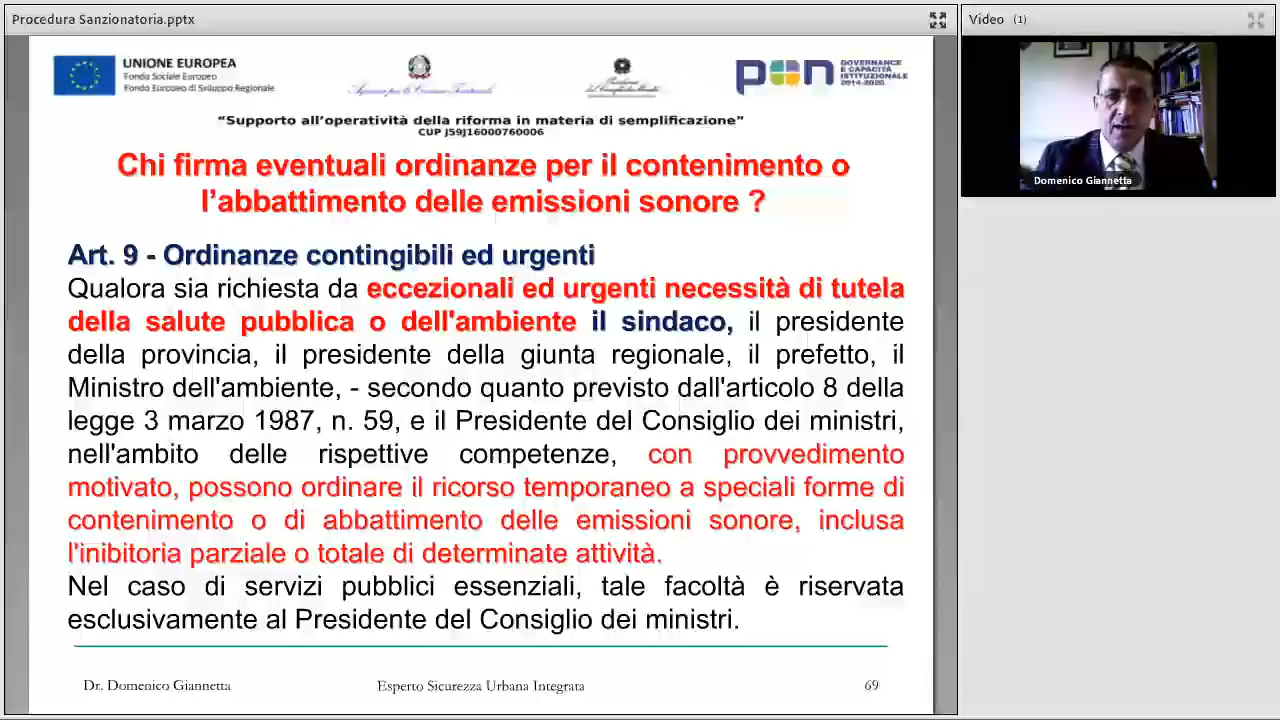 Procedura Sanzionatoria.pptx
Video (1)
UNIONE EUROPEA
Fondo Sociale Europeo
Fondo Europeo di Sviluppo Regionale
pon
GOVERNANCE
E CAPACITÀ
ISTITUZIONALE
2014-2020
“Supporto all’operatività della riforma in materia di semplificazione”
CUP J59J16000760006
Chi firma eventuali ordinanze per il contenimento o
l’abbattimento delle emissioni sonore ?
Art. 9 - Ordinanze contingibili ed urgenti
Qualora sia richiesta da eccezionali ed urgenti necessità di tutela
della salute pubblica o dell'ambiente il sindaco, il presidente
della provincia, il presidente della giunta regionale, il prefetto, il
Ministro dell'ambiente, - secondo quanto previsto dall'articolo 8 della
legge 3 marzo 1987, n. 59, e il Presidente del Consiglio dei ministri,
nell'ambito delle rispettive competenze, con provvedimento
motivato, possono ordinare il ricorso temporaneo a speciali forme di
contenimento o di abbattimento delle emissioni sonore, inclusa
l'inibitoria parziale o totale di determinate attività.
Nel caso di servizi pubblici essenziali, tale facoltà è riservata
esclusivamente al Presidente del Consiglio dei ministri.
Dr. Domenico Giannetta
Esperto Sicurezza Urbana Integrata
69
Domenico Giannetta